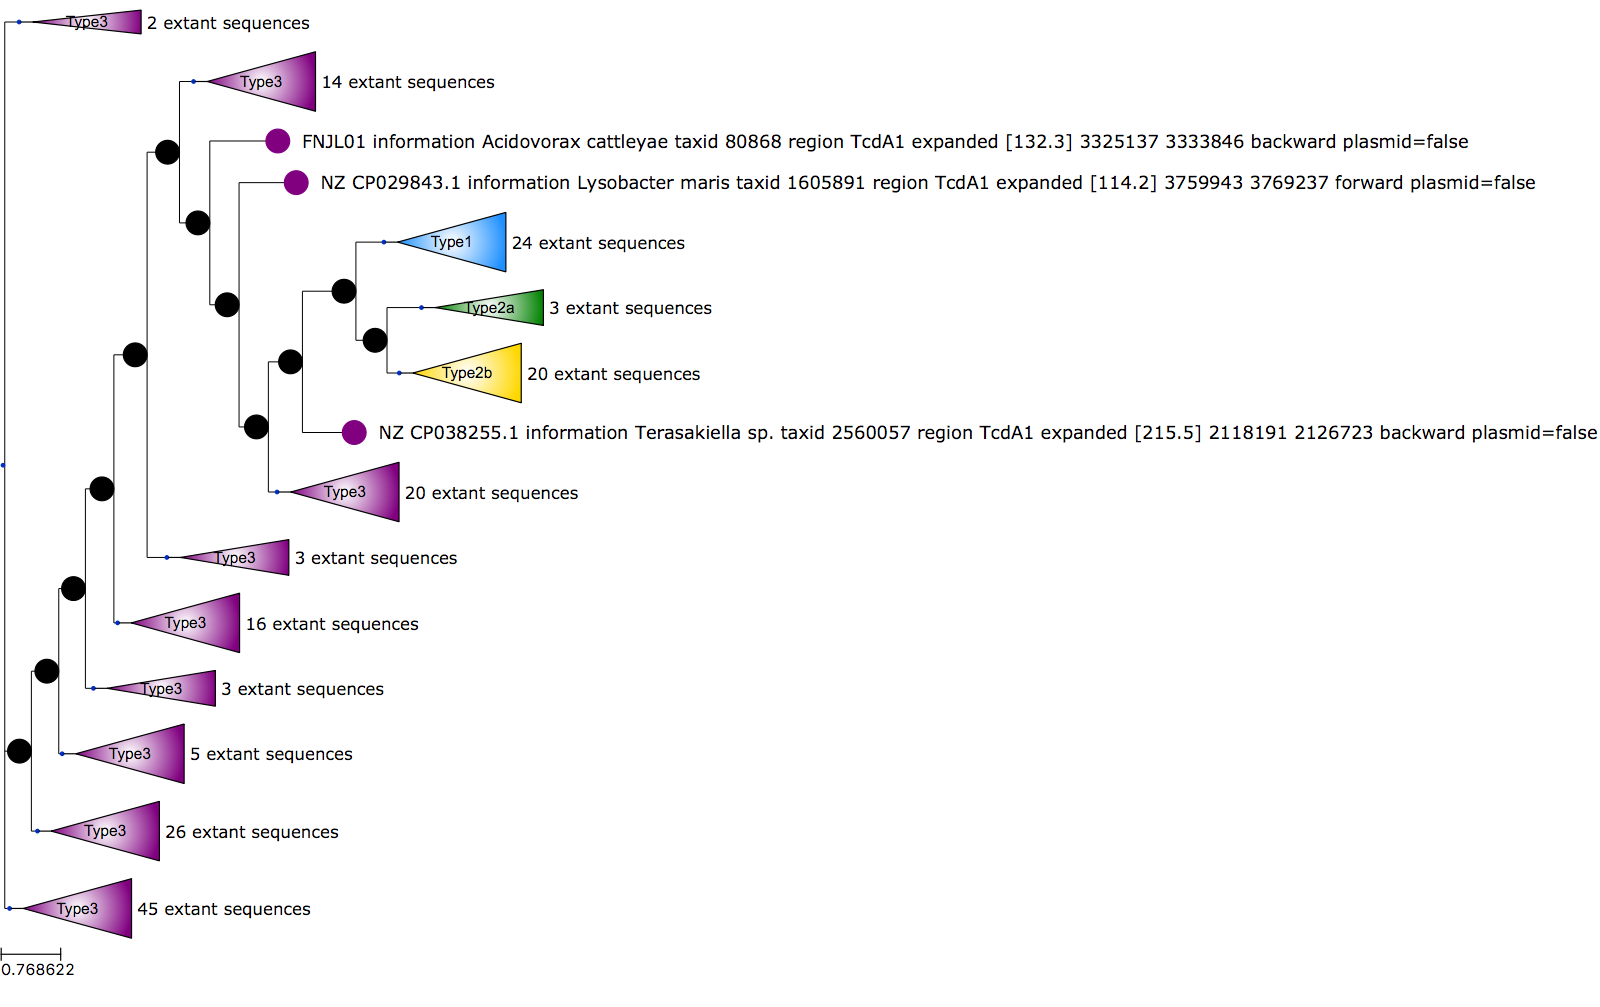 Type3 2 extant sequences
Type3 14 extant sequences
FNJL01 information Acidovorax cattleyae taxid 80868 region TcdA1 expanded [132.3] 3325137 3333846 backward plasmid=false
NZ CP029843.1 information Lysobacter maris taxid 1605891 region TcdA1 expanded [114.2] 3759943 3769237 forward plasmid=false
Type1 24 extant sequences
Type2a 3 extant sequences
Type2b 20 extant sequences
NZ CP038255.1 information Terasakiella sp. taxid 2560057 region TcdA1 expanded [215.5] 2118191 2126723 backward plasmid=false
Type3 20 extant sequences
Type3 3 extant sequences
Type3 16 extant sequences
Type3 3 extant sequences
Type3 5 extant sequences
Type3 26 extant sequences
Type3 45 extant sequences
0.768622